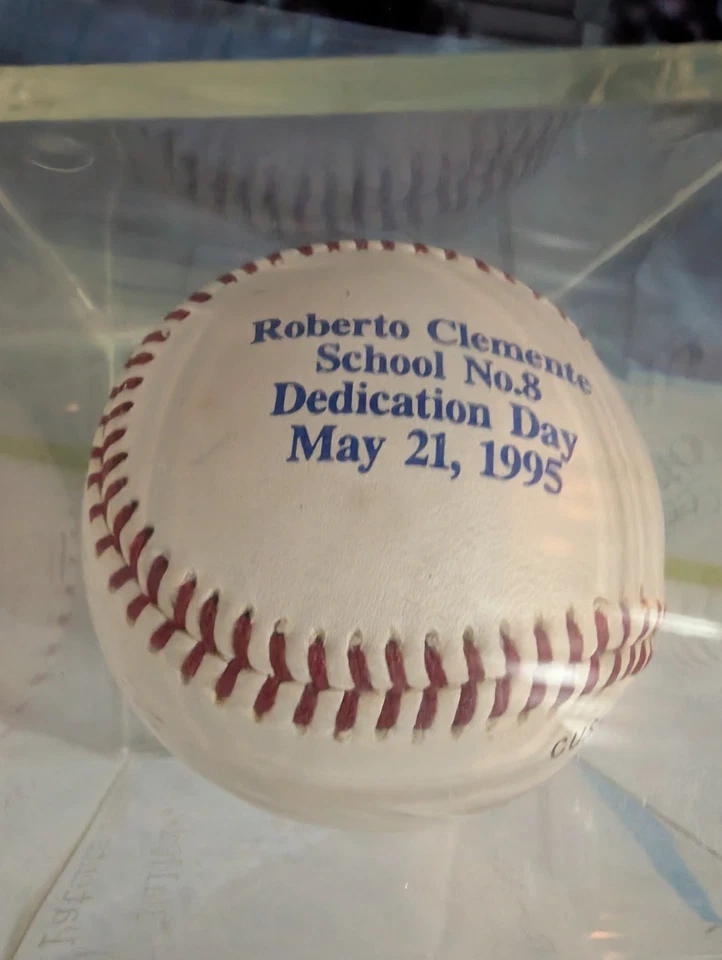 Roberto Clemente
School No.8
Dedication Day
May 21, 1995